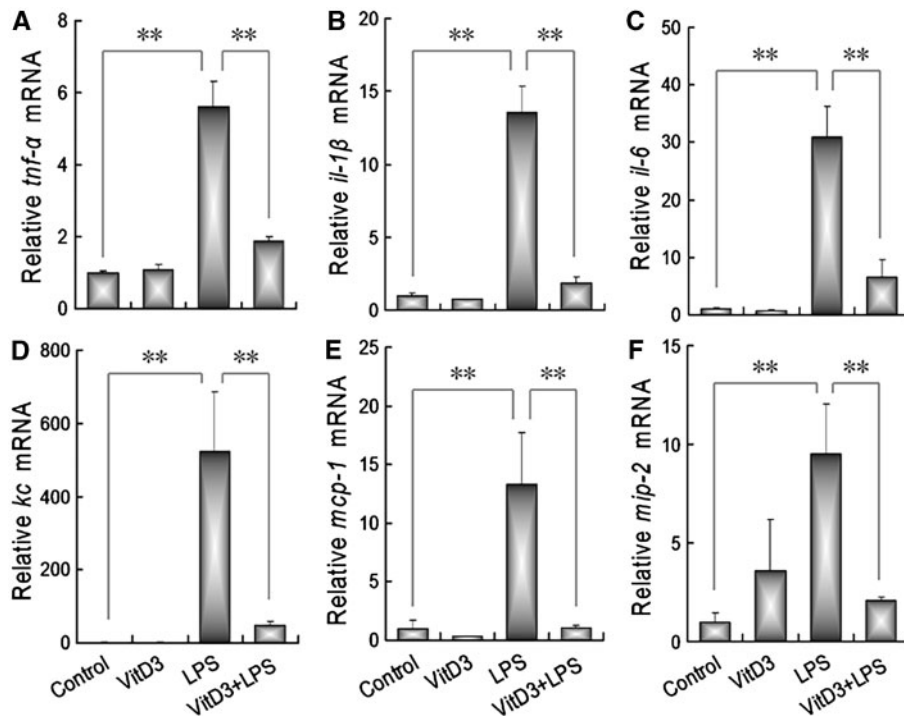 A
Relative tnf-α mRNA
8
6
4
2
0
**
**
B
Relative il-1β mRNA
20
15
10
5
0
**
**
C
Relative il-6 mRNA
50
40
30
20
10
0
**
**
D
Relative kc mRNA
800
600
400
200
0
**
**
Control
VitD3
LPS
VitD3+LPS
E
Relative mcp-1 mRNA
25
20
15
10
5
0
**
**
Control
VitD3
LPS
VitD3+LPS
F
Relative mip-2 mRNA
15
10
5
0
**
**
Control
VitD3
LPS
VitD3+LPS